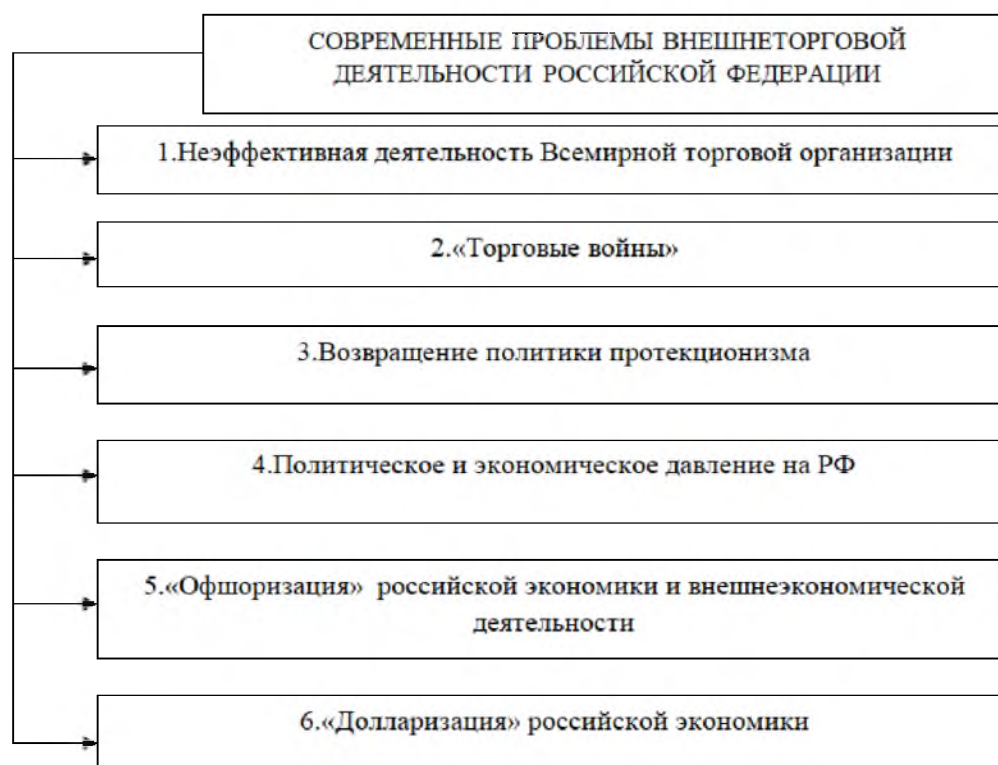 СОВРЕМЕННЫЕ ПРОБЛЕМЫ ВНЕШНЕТОРГОВОЙ
ДЕЯТЕЛЬНОСТИ РОССИЙСКОЙ ФЕДЕРАЦИИ
1.Неэффективная деятельность Всемирной торговой организации
2.«Торговые войны»
3.Возвращение политики протекционизма
4.Политическое и экономическое давление на РФ
5.«Офшоризация» российской экономики и внешнеэкономической
деятельности
6.«Долларизация» российской экономики